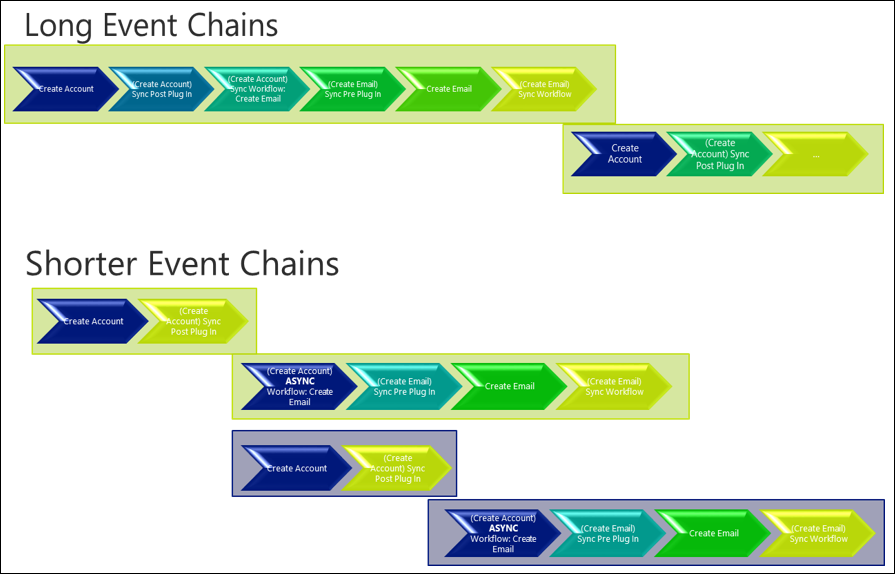 Long Event Chains
Create Account
(Create Account)
Sync Post Plug In
(Create Account)
Sync Workflow:
Create Email
(Create Email)
Sync Pre Plug In
Create Email
(Create Email)
Sync Workflow
Create
Account
(Create
Account) Sync
Post Plug In
...
Shorter Event Chains
Create Account
(Create
Account) Sync
Post Plug In
(Create Account)
ASYNC
Workflow: Create
Email
(Create Email)
Sync Pre Plug In
Create Email
(Create Email)
Sync Workflow
Create Account
(Create
Account) Sync
Post Plug In
(Create Account)
ASYNC
Workflow: Create
Email
(Create Email)
Sync Pre Plug In
Create Email
(Create Email)
Sync Workflow